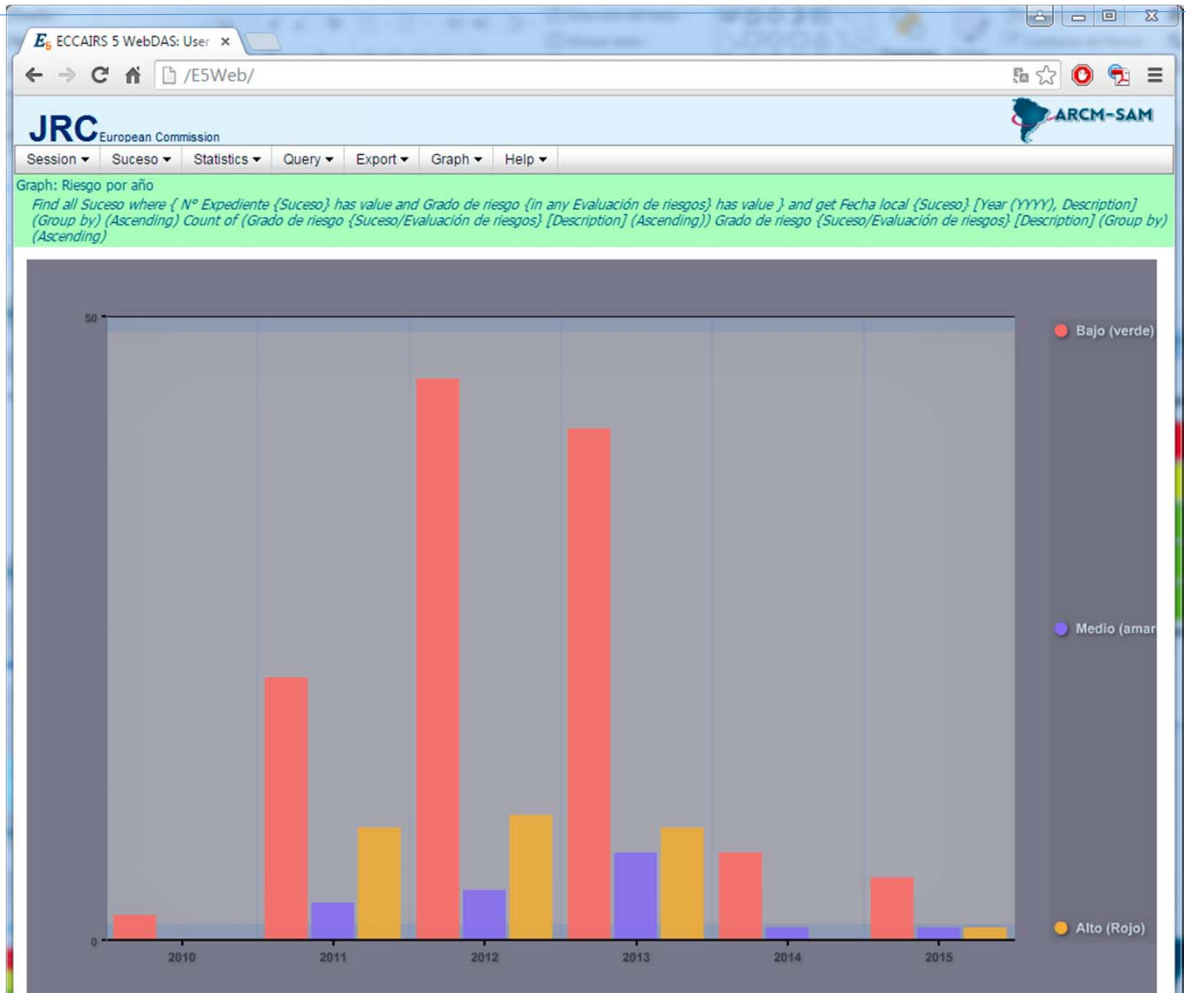 E5 ECCAIRS 5 WebDAS: User
/E5Web/
JRC European Commission
ARCM-SAM
Session Suceso Statistics Query Export Graph Help
Graph: Riesgo por año
Find all Suceso where { N° Expediente {Suceso} has value and Grado de riesgo {in any Evaluación de riesgos} has value } and get Fecha local {Suceso} [Year (YYYY), Description]
(Group by) (Ascending) Count of (Grado de riesgo {Suceso/Evaluación de riesgos} [Description] (Ascending)) Grado de riesgo {Suceso/Evaluación de riesgos} [Description] (Group by)
(Ascending)
50
Bajo (verde)
Medio (amar
Alto (Rojo)
0
2010 2011 2012 2013 2014 2015